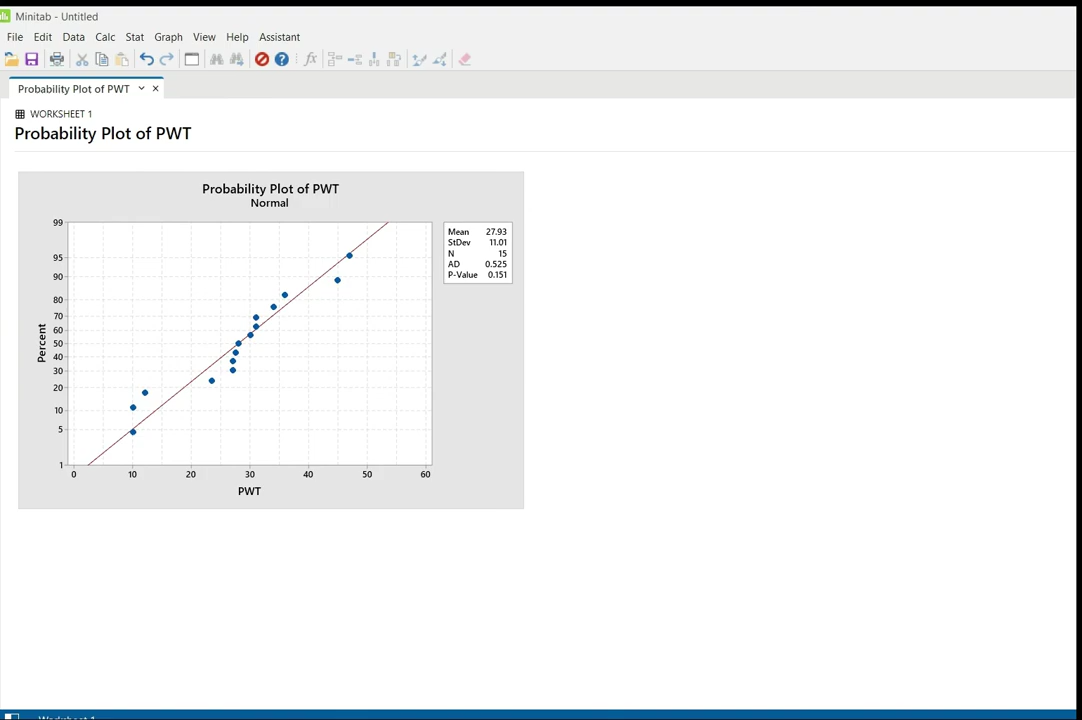 Minitab - Untitled
File Edit Data Calc Stat Graph View Help Assistant
Probability Plot of PWT
WORKSHEET 1
Probability Plot of PWT
Probability Plot of PWT
Normal
99
95
90
80
70
60
50
40
30
20
10
5
1
Percent
0 10 20 30 40 50 60
PWT
Mean 27.93
StDev 11.01
N 15
AD 0.525
P-Value 0.151
Worksheet 1